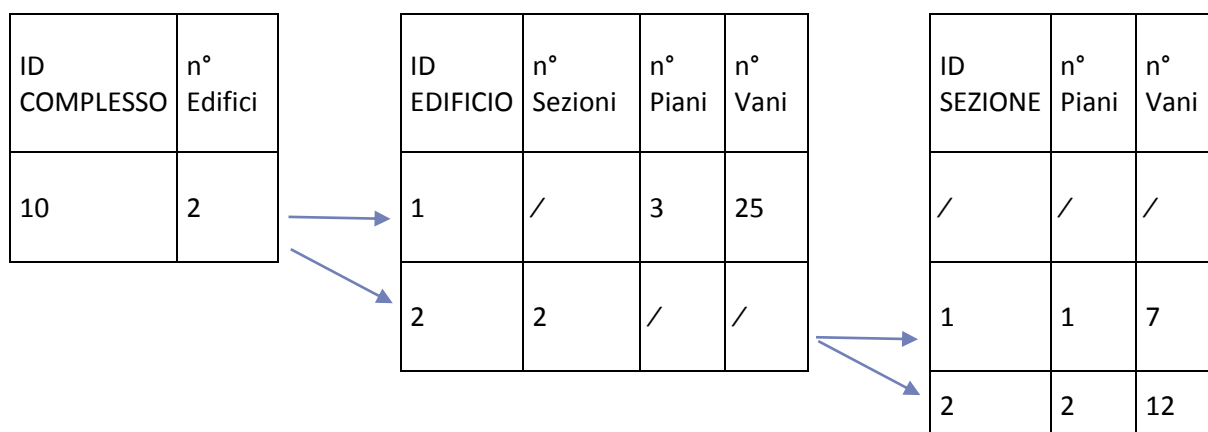 ID COMPLESSO
n° Edifici
10
2
ID EDIFICIO
n° Sezioni
n° Piani
n° Vani
1
/
3
25
2
2
/
/
ID SEZIONE
n° Piani
n° Vani
/
/
/
1
1
7
2
2
12